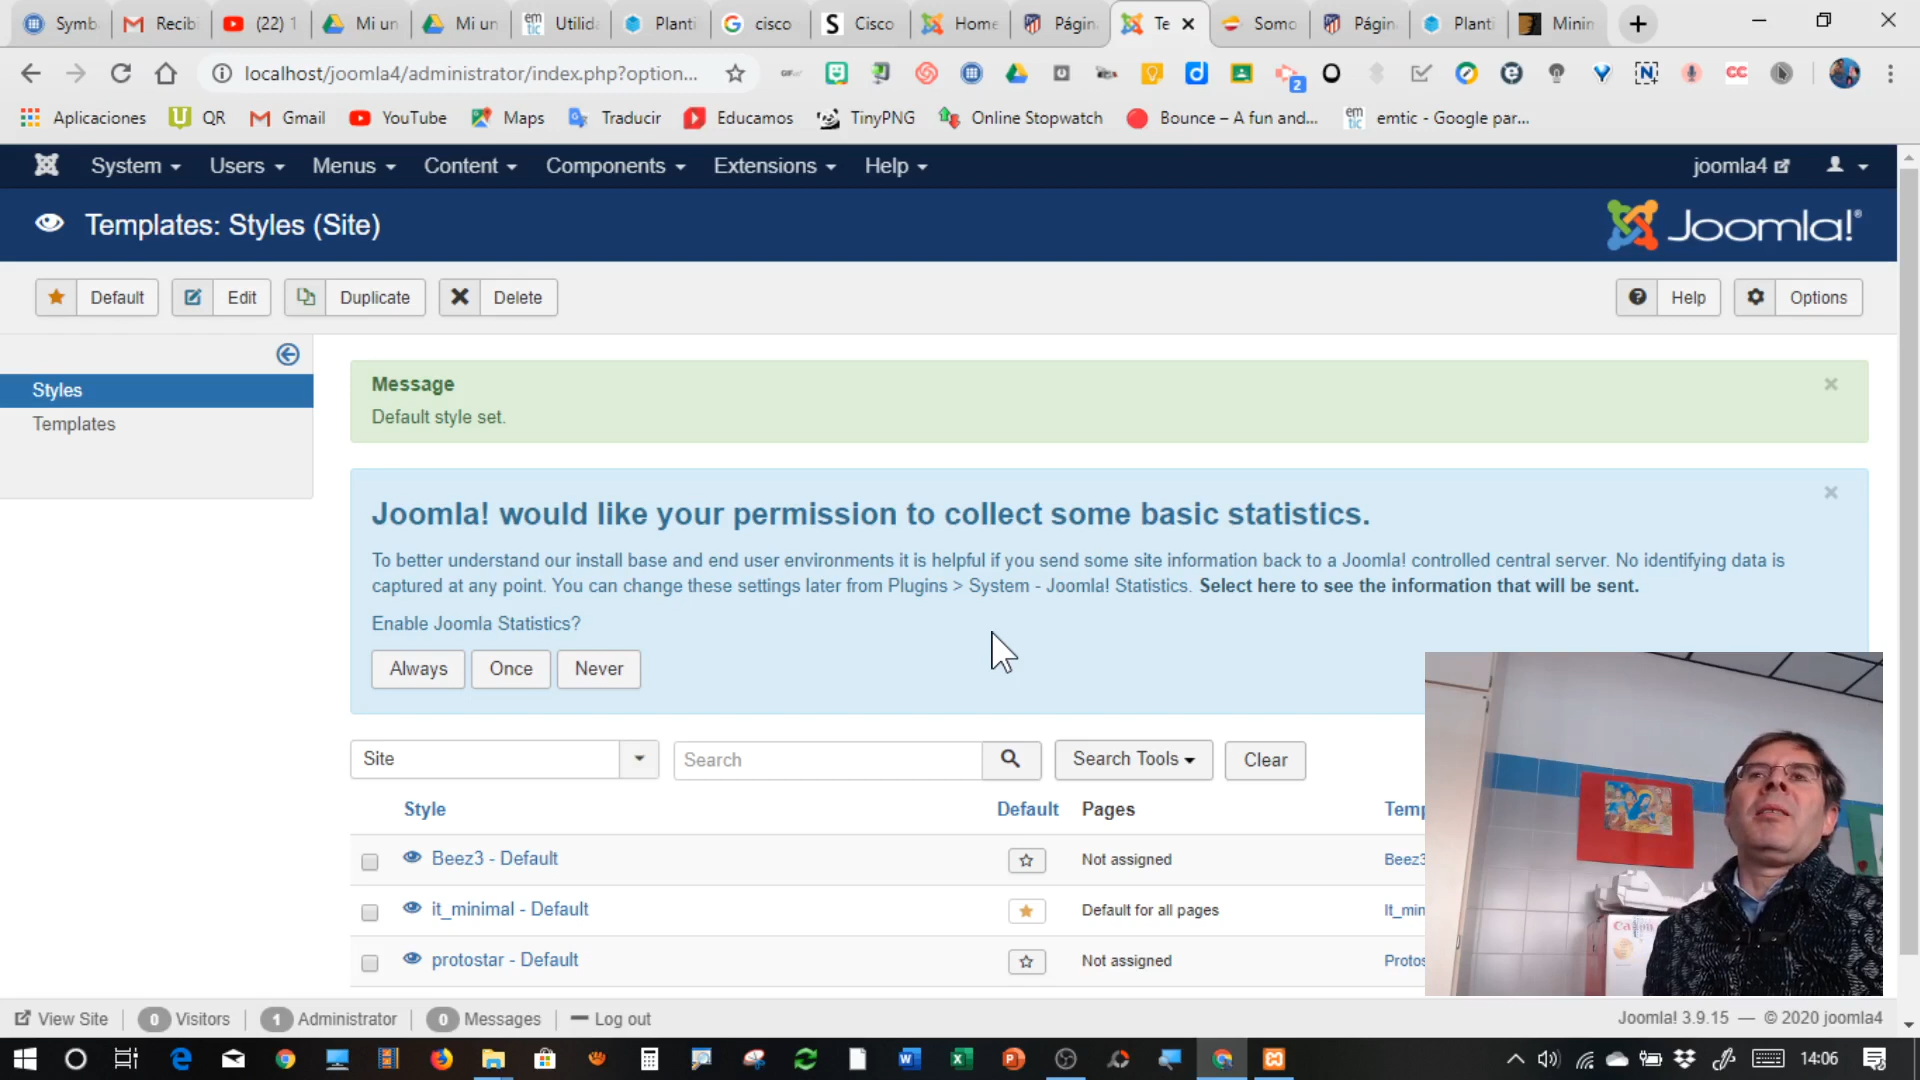 Symb
Recib
(22) 1
Mi un
Mi un
Utilid
Planti
cisco
Cisco
Home
Págin
Te
Somo
Págin
Planti
Minim
localhost/joomla4/administrator/index.php?option...
Aplicaciones
QR
Gmail
YouTube
Maps
Traducir
Educamos
TinyPNG
Online Stopwatch
Bounce – A fun and...
emtic - Google par...
System
Users
Menus
Content
Components
Extensions
Help
joomla4
Templates: Styles (Site)
Joomla!®
Default
Edit
Duplicate
Delete
Help
Options
Styles
Templates
Message
Default style set.
Joomla! would like your permission to collect some basic statistics.
To better understand our install base and end user environments it is helpful if you send some site information back to a Joomla! controlled central server. No identifying data is
captured at any point. You can change these settings later from Plugins > System - Joomla! Statistics. Select here to see the information that will be sent.
Enable Joomla Statistics?
Always
Once
Never
Site
Search
Search Tools
Clear
Style
Default
Pages
Temp
Beez3 - Default
Not assigned
Beez3
it_minimal - Default
Default for all pages
It_min
protostar - Default
Not assigned
Protos
Canon
View Site
0 Visitors
1 Administrator
0 Messages
Log out
Joomla! 3.9.15 — © 2020 joomla4
14:06